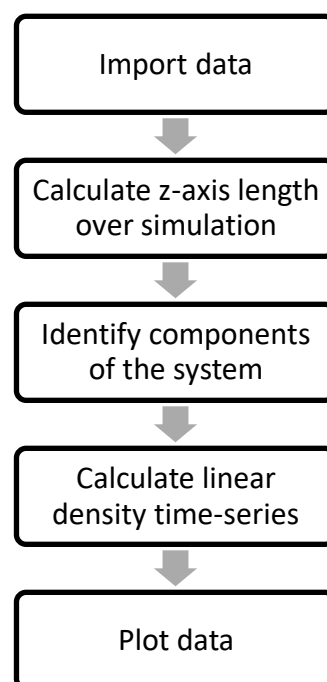 Import data
Calculate z-axis length
over simulation
Identify components
of the system
Calculate linear
density time-series
Plot data